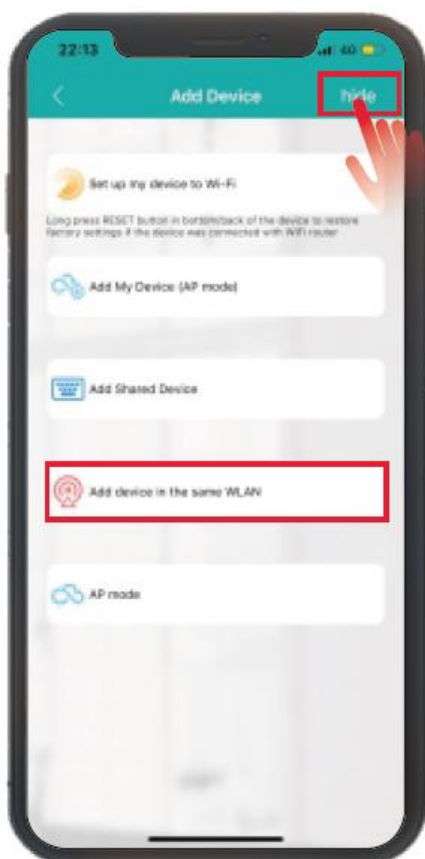 22:13
4G
Add Device
hide
Set up my device to Wi-Fi
Long press RESET button in bottom/back of the device to restore
factory settings if the device was connected with WiFi router
Add My Device (AP mode)
Add Shared Device
Add device in the same WLAN
AP mode